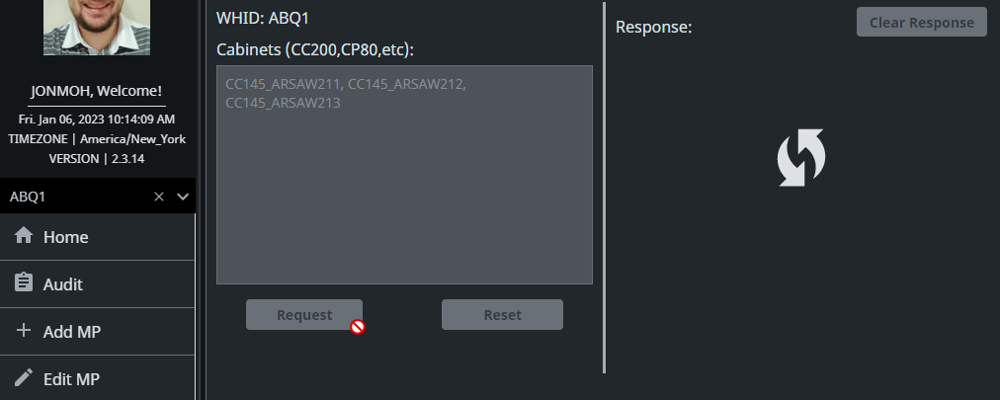 JONMOH, Welcome!
Fri. Jan 06, 2023 10:14:09 AM
TIMEZONE | America/New_York
VERSION | 2.3.14
ABQ1
Home
Audit
Add MP
Edit MP
WHID: ABQ1
Cabinets (CC200,CP80,etc):
CC145_ARSAW211, CC145_ARSAW212,
CC145_ARSAW213
Request
Reset
Response:
Clear Response